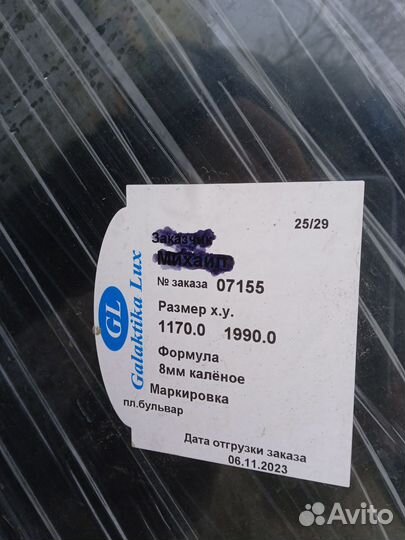 GL
Galaktika Lux
25/29
Заказчик
Михаил
№ заказа 07155
Размер x.y.
1170.0 1990.0
Формула
8мм калёное
Маркировка
пл.бульвар
Дата отгрузки заказа
06.11.2023
Avito